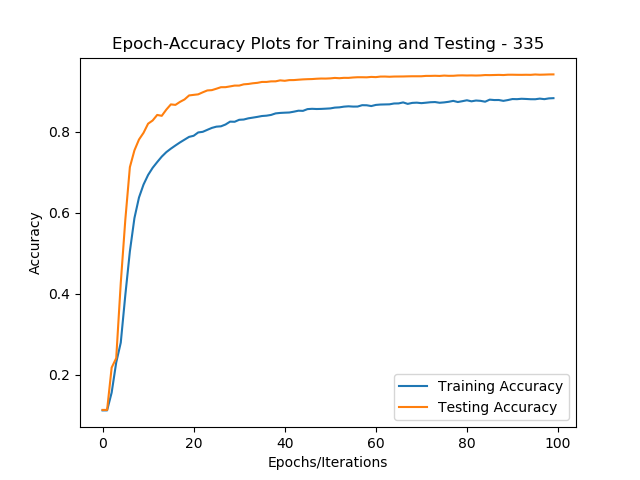 Epoch-Accuracy Plots for Training and Testing - 335
Accuracy
0.8
0.6
0.4
0.2
Training Accuracy
Testing Accuracy
0 20 40 60 80 100
Epochs/Iterations